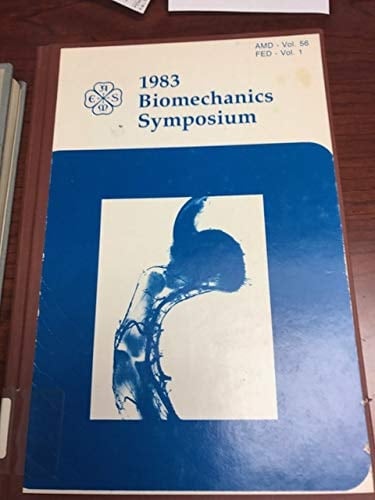 AMD - Vol. 56
FED - Vol. 1
A
E S
M
1983
Biomechanics
Symposium